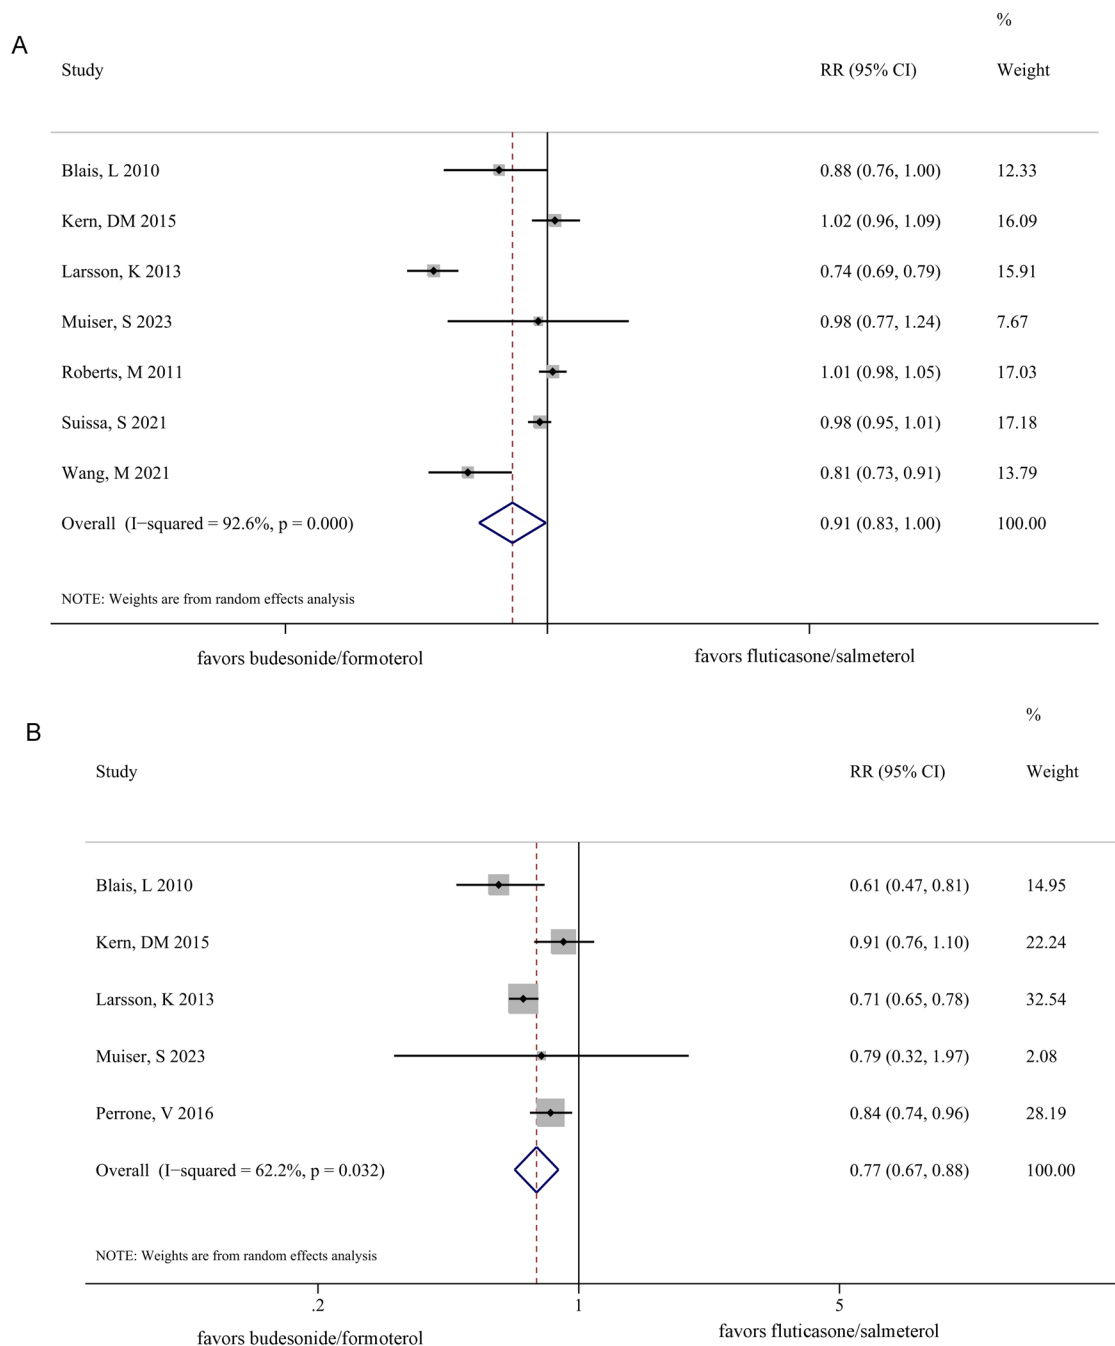 A
%
Study RR (95% CI) Weight
Blais, L 2010 0.88 (0.76, 1.00) 12.33
Kern, DM 2015 1.02 (0.96, 1.09) 16.09
Larsson, K 2013 0.74 (0.69, 0.79) 15.91
Muiser, S 2023 0.98 (0.77, 1.24) 7.67
Roberts, M 2011 1.01 (0.98, 1.05) 17.03
Suissa, S 2021 0.98 (0.95, 1.01) 17.18
Wang, M 2021 0.81 (0.73, 0.91) 13.79
Overall (I−squared = 92.6%, p = 0.000) 0.91 (0.83, 1.00) 100.00
NOTE: Weights are from random effects analysis
favors budesonide/formoterol favors fluticasone/salmeterol
B
%
Study RR (95% CI) Weight
Blais, L 2010 0.61 (0.47, 0.81) 14.95
Kern, DM 2015 0.91 (0.76, 1.10) 22.24
Larsson, K 2013 0.71 (0.65, 0.78) 32.54
Muiser, S 2023 0.79 (0.32, 1.97) 2.08
Perrone, V 2016 0.84 (0.74, 0.96) 28.19
Overall (I−squared = 62.2%, p = 0.032) 0.77 (0.67, 0.88) 100.00
NOTE: Weights are from random effects analysis
.2 1 5
favors budesonide/formoterol favors fluticasone/salmeterol